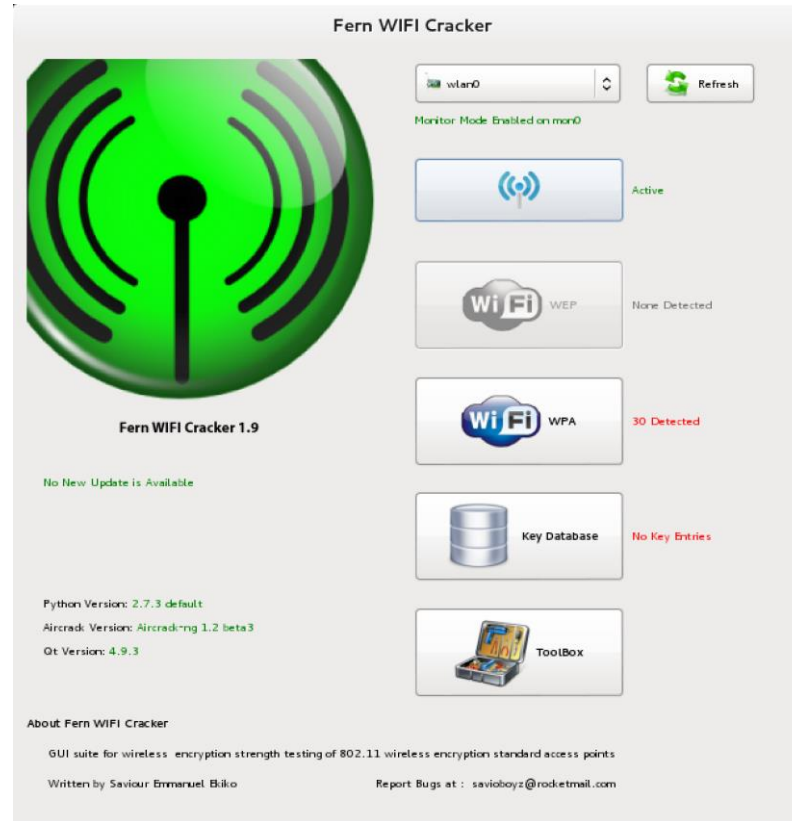 Fern WIFI Cracker
wlan0
Refresh
Monitor Mode Enabled on mon0
Active
WiFi WEP
None Detected
WiFi WPA
30 Detected
Fern WIFI Cracker 1.9
No New Update is Available
Key Database
No Key Entries
Python Version: 2.7.3 default
Aircrack Version: Aircrack-ng 1.2 beta3
Qt Version: 4.9.3
ToolBox
About Fern WIFI Cracker
GUI suite for wireless encryption strength testing of 802.11 wireless encryption standard access points
Written by Saviour Emmanuel Ekiko
Report Bugs at : savioboyz@rocketmail.com